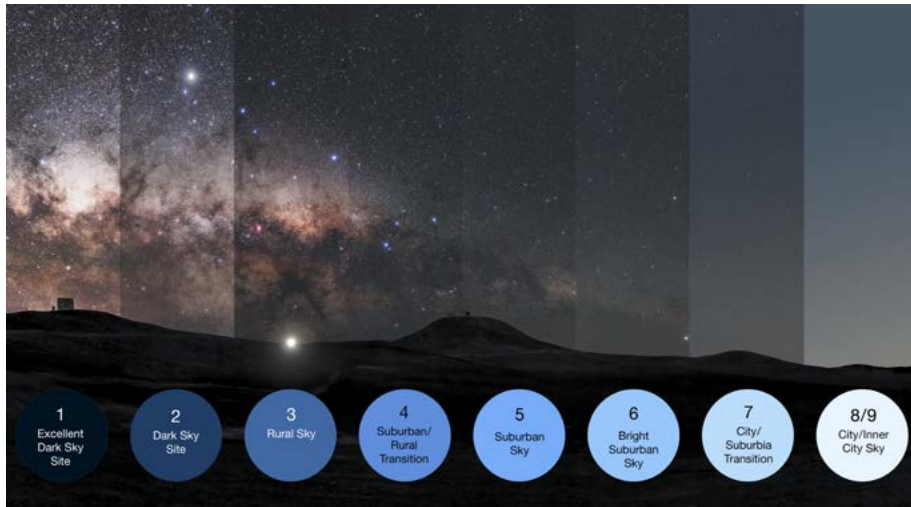 1
Excellent
Dark Sky
Site
2
Dark Sky
Site
3
Rural Sky
4
Suburban/
Rural
Transition
5
Suburban
Sky
6
Bright
Suburban
Sky
7
City/
Suburbia
Transition
8/9
City/Inner
City Sky